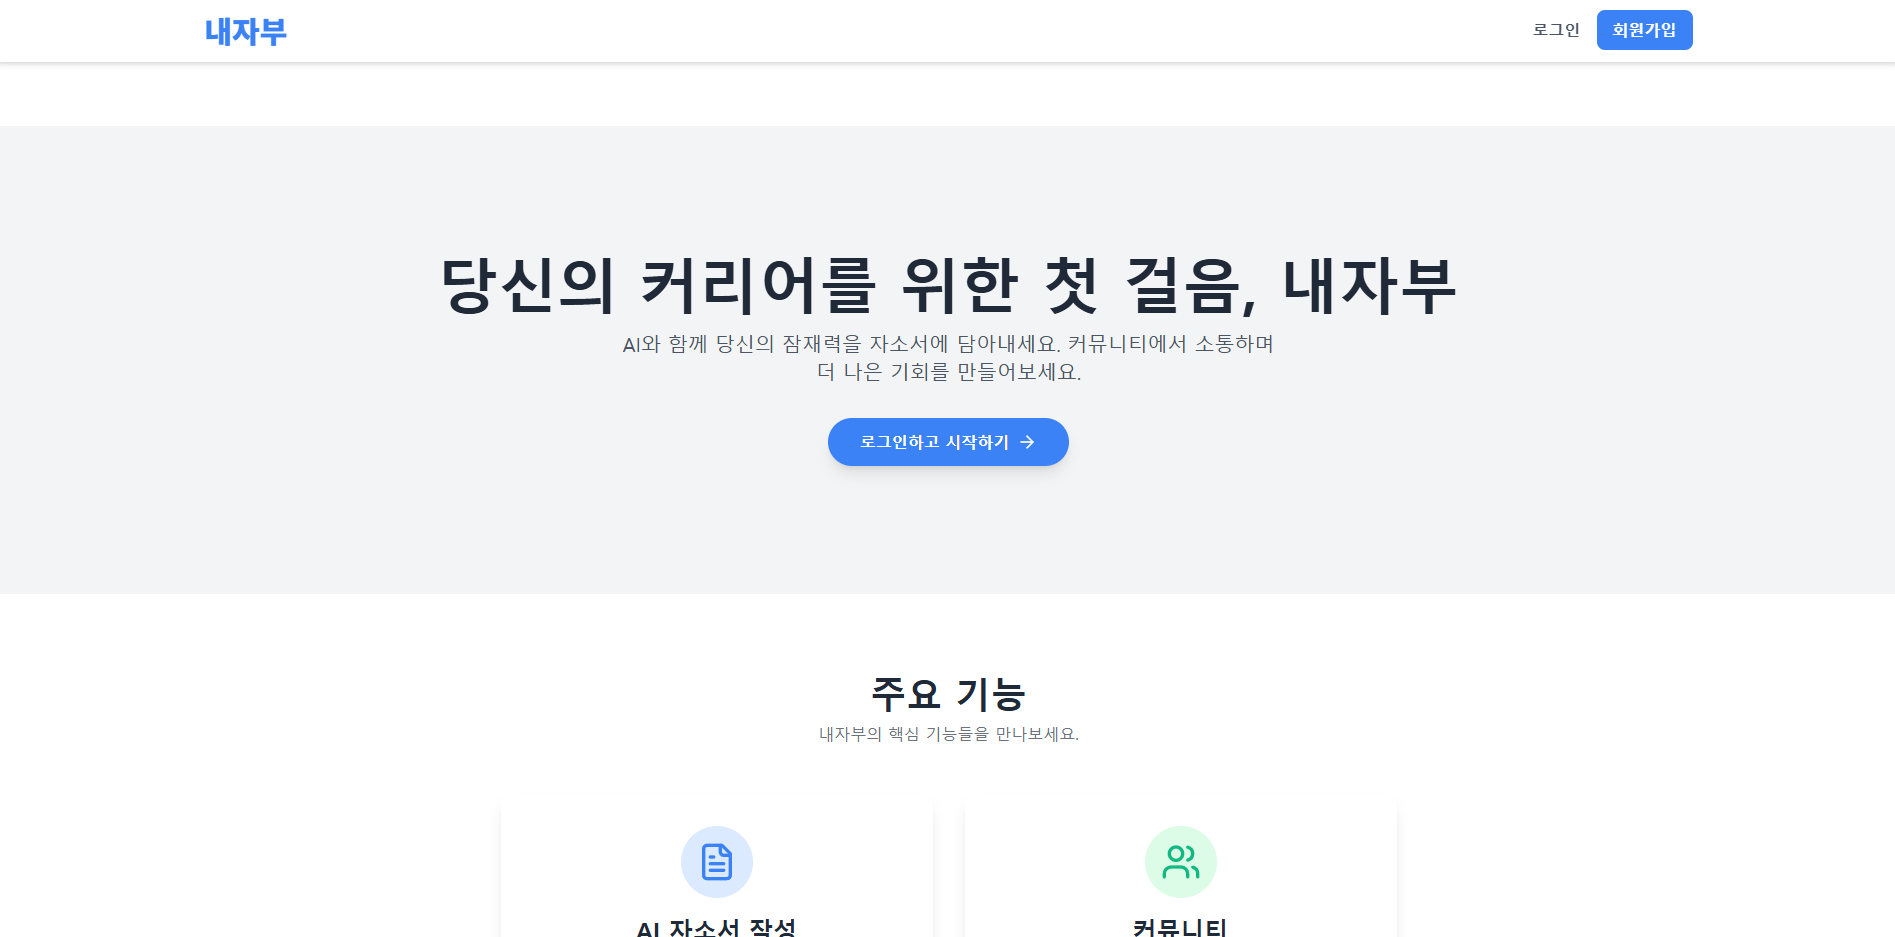 내자부
로그인
회원가입
당신의 커리어를 위한 첫 걸음, 내자부
AI와 함께 당신의 잠재력을 자소서에 담아내세요. 커뮤니티에서 소통하며
더 나은 기회를 만들어보세요.
로그인하고 시작하기 →
주요 기능
내자부의 핵심 기능들을 만나보세요.
AI 자소서 작성
커뮤니티